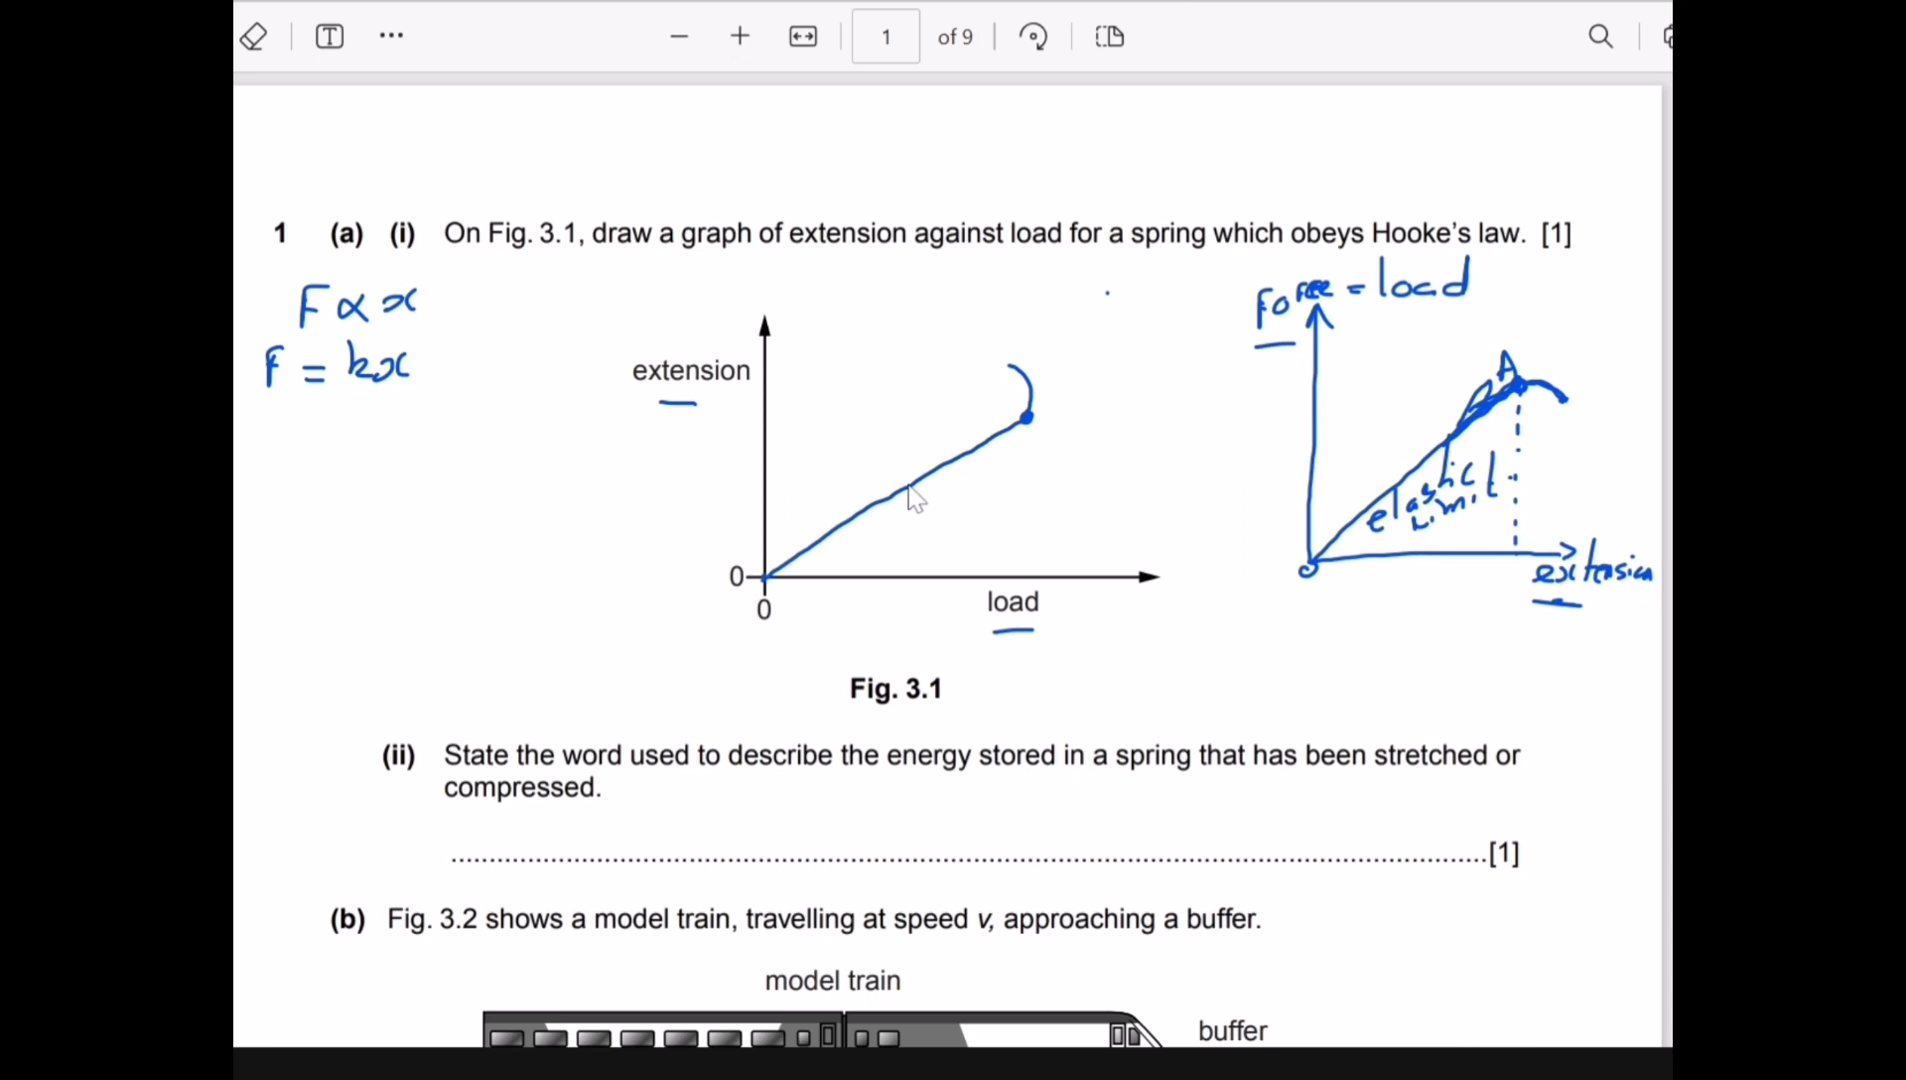 1 of 9
1 (a) (i) On Fig. 3.1, draw a graph of extension against load for a spring which obeys Hooke's law. [1]
F ∝ x
F = kx
extension
0
0
load
Force = load
A
elastic
Limit
0
extension
Fig. 3.1
(ii) State the word used to describe the energy stored in a spring that has been stretched or
compressed.
[1]
(b) Fig. 3.2 shows a model train, travelling at speed v, approaching a buffer.
model train
buffer